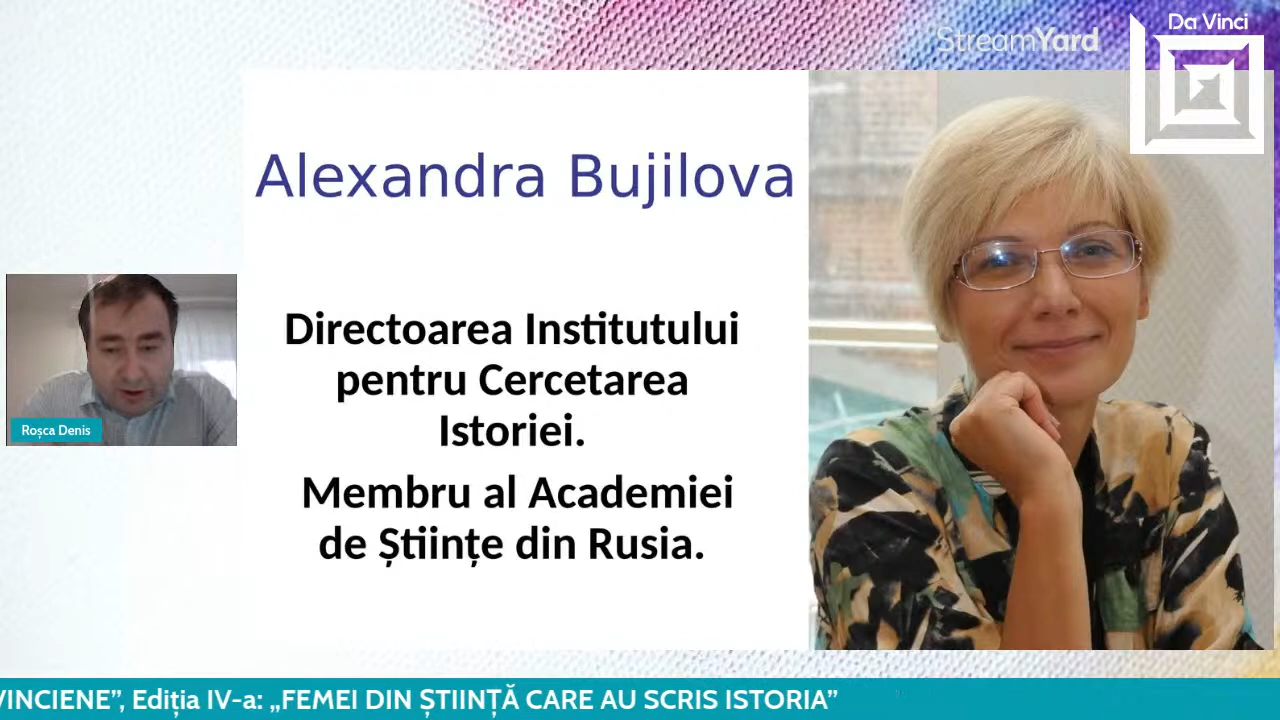 StreamYard
Da Vinci
Alexandra Bujilova
Directoarea Institutului
pentru Cercetarea
Istoriei.
Membru al Academiei
de Științe din Rusia.
Roșca Denis
VINCIENE”, Ediția IV-a: „FEMEI DIN ȘTIINȚĂ CARE AU SCRIS ISTORIA”